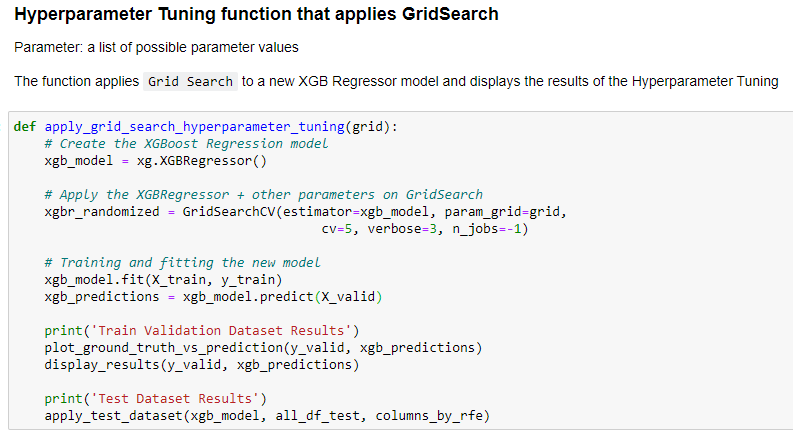 Hyperparameter Tuning function that applies GridSearch
Parameter: a list of possible parameter values
The function applies Grid Search to a new XGB Regressor model and displays the results of the Hyperparameter Tuning
def apply_grid_search_hyperparameter_tuning(grid):
    # Create the XGBoost Regression model
    xgb_model = xg.XGBRegressor()
    # Apply the XGBRegressor + other parameters on GridSearch
    xgbr_randomized = GridSearchCV(estimator=xgb_model, param_grid=grid,
                                   cv=5, verbose=3, n_jobs=-1)
    # Training and fitting the new model
    xgb_model.fit(X_train, y_train)
    xgb_predictions = xgb_model.predict(X_valid)
    print('Train Validation Dataset Results')
    plot_ground_truth_vs_prediction(y_valid, xgb_predictions)
    display_results(y_valid, xgb_predictions)
    print('Test Dataset Results')
    apply_test_dataset(xgb_model, all_df_test, columns_by_rfe)